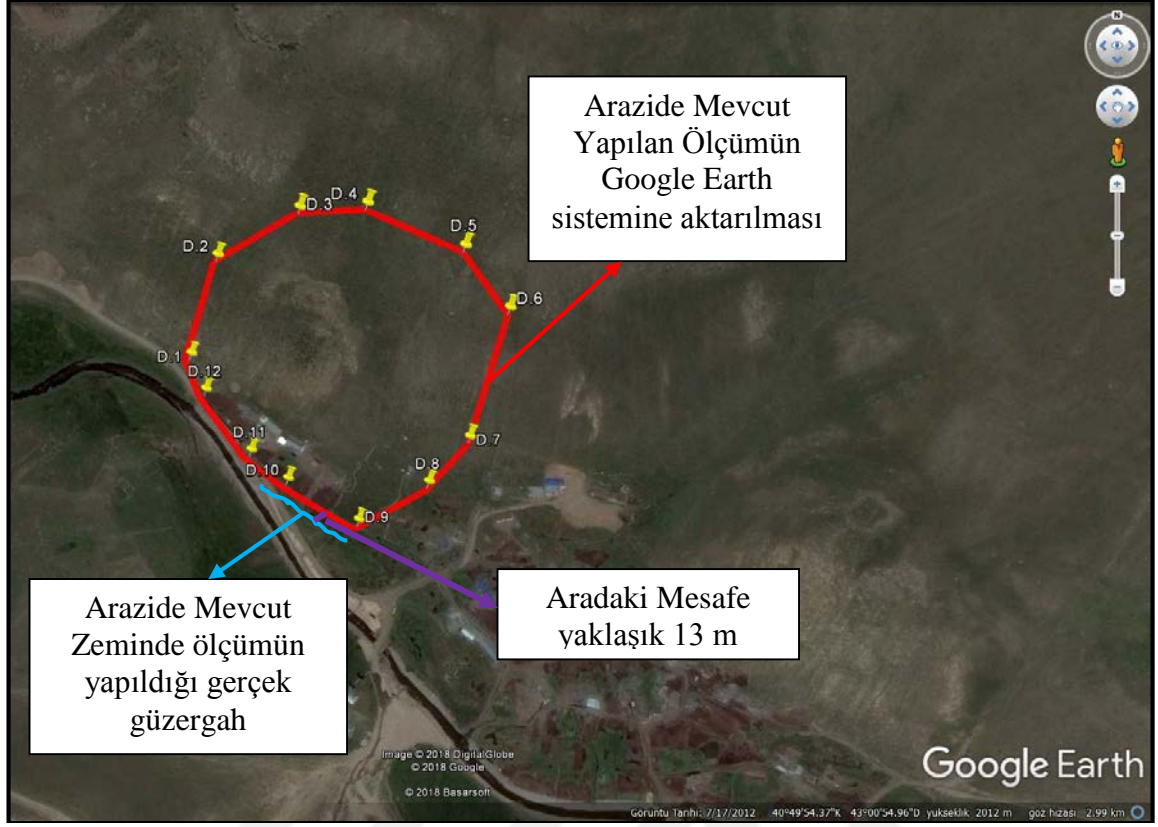 N
Arazide Mevcut
Yapılan Ölçümün
Google Earth
sistemine aktarılması
D.4
D.3
D.5
D.2
D.6
D.1
D.12
D.11
D.7
D.10
D.8
D.9
Arazide Mevcut
Zeminde ölçümün
yapıldığı gerçek
güzergah
Aradaki Mesafe
yaklaşık 13 m
Image © 2018 DigitalGlobe
© 2018 Google
© 2018 Basarsoft
Google Earth
Görüntü Tarihi: 7/17/2012 40°49'54.37"K 43°00'54.96"D yükseklik 2012 m göz hizası 2.99 km